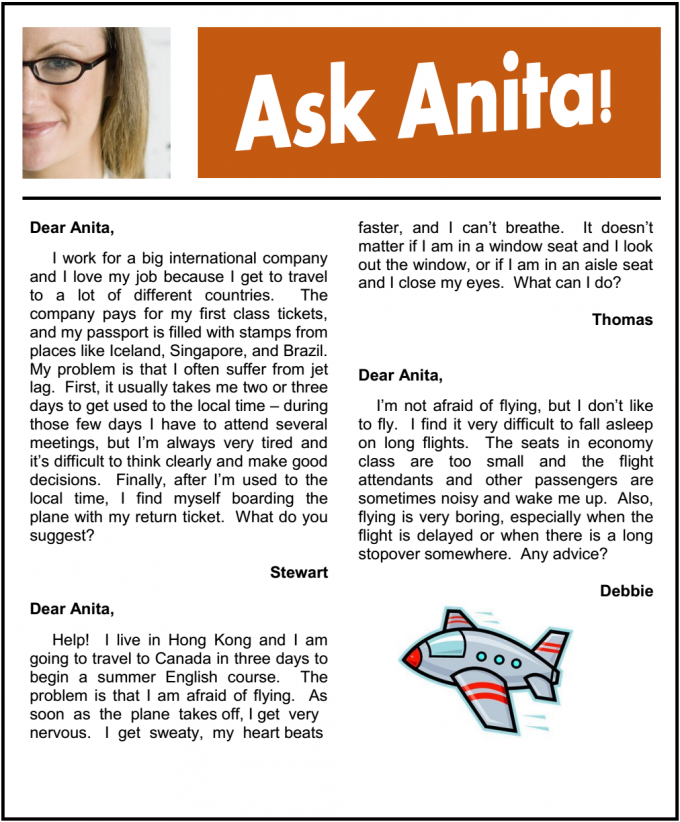 Ask Anita!
Dear Anita,
I work for a big international company
and I love my job because I get to travel
to a lot of different countries. The
company pays for my first class tickets,
and my passport is filled with stamps from
places like Iceland, Singapore, and Brazil.
My problem is that I often suffer from jet
lag. First, it usually takes me two or three
days to get used to the local time – during
those few days I have to attend several
meetings, but I'm always very tired and
it's difficult to think clearly and make good
decisions. Finally, after I'm used to the
local time, I find myself boarding the
plane with my return ticket. What do you
suggest?
Stewart
Dear Anita,
Help! I live in Hong Kong and I am
going to travel to Canada in three days to
begin a summer English course. The
problem is that I am afraid of flying. As
soon as the plane takes off, I get very
nervous. I get sweaty, my heart beats
faster, and I can't breathe. It doesn't
matter if I am in a window seat and I look
out the window, or if I am in an aisle seat
and I close my eyes. What can I do?
Thomas
Dear Anita,
I'm not afraid of flying, but I don't like
to fly. I find it very difficult to fall asleep
on long flights. The seats in economy
class are too small and the flight
attendants and other passengers are
sometimes noisy and wake me up. Also,
flying is very boring, especially when the
flight is delayed or when there is a long
stopover somewhere. Any advice?
Debbie